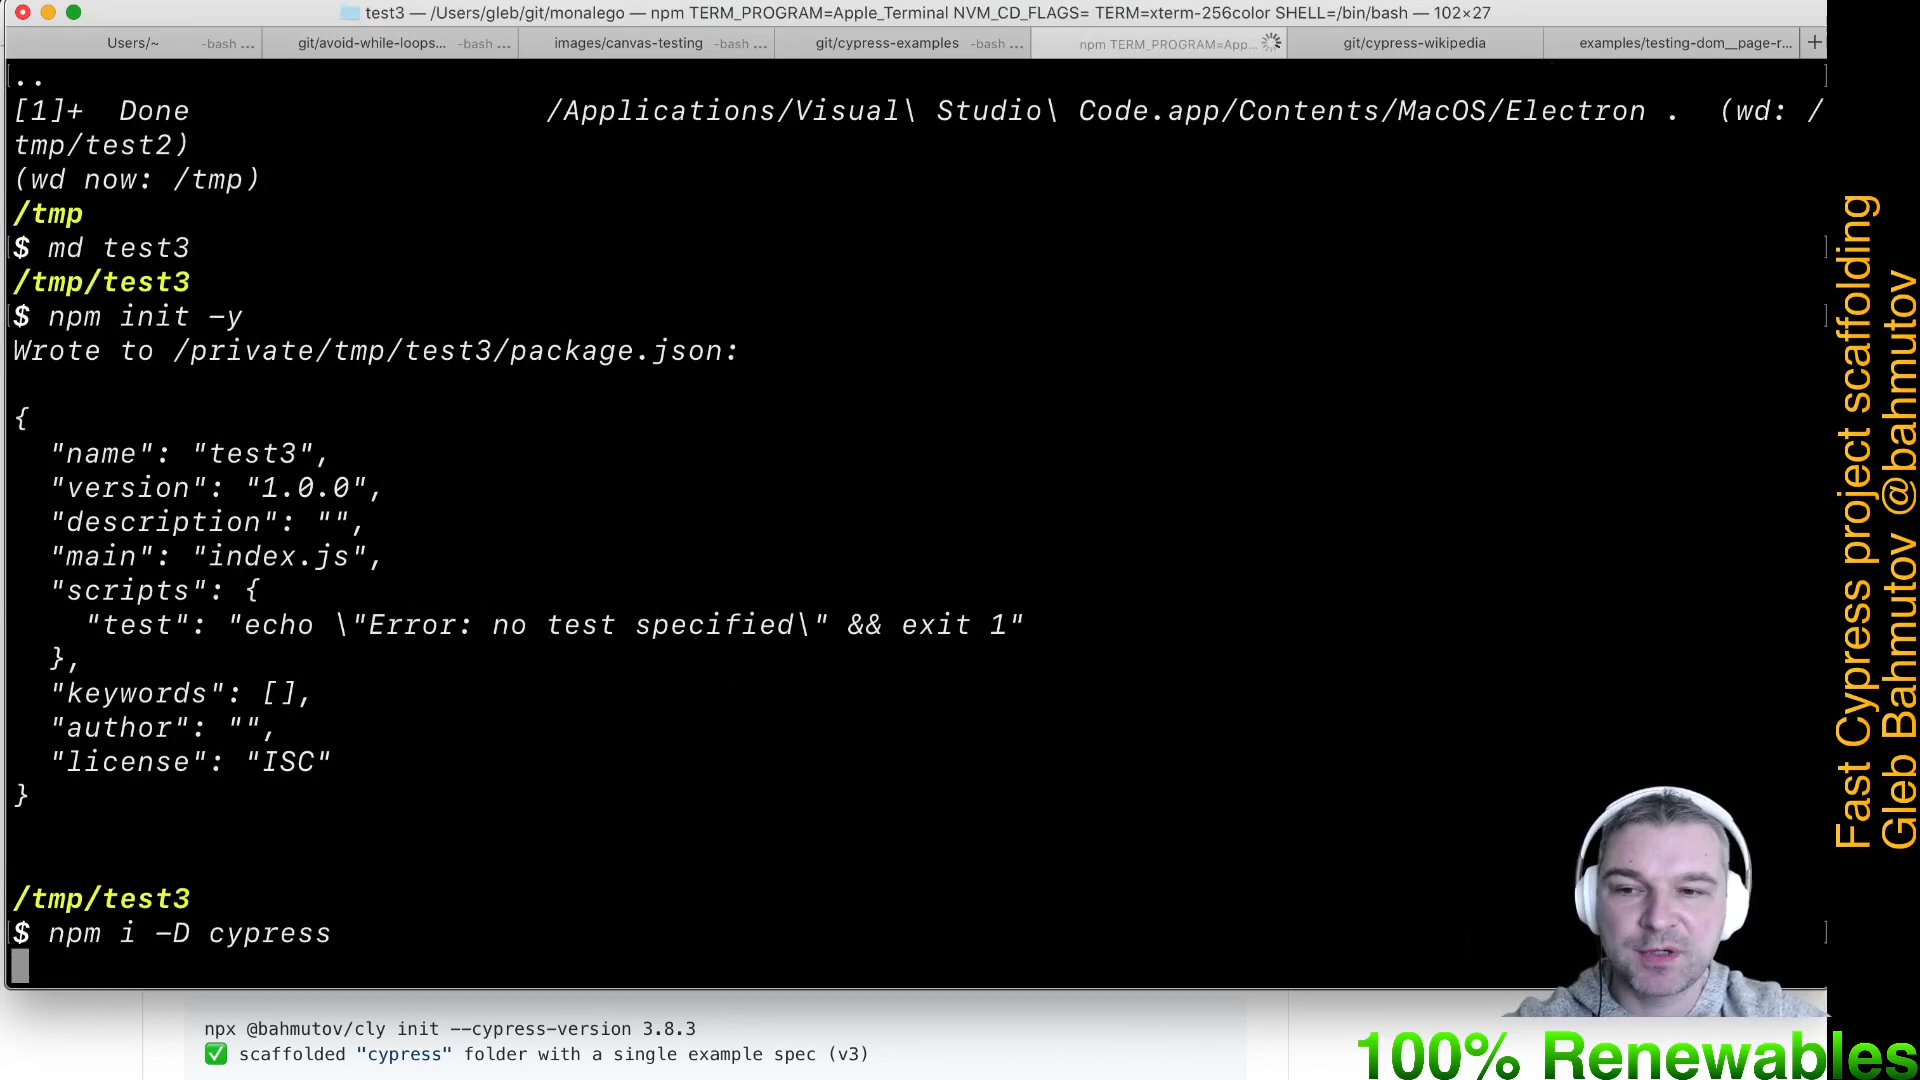 test3 — /Users/gleb/git/monalego — npm TERM_PROGRAM=Apple_Terminal NVM_CD_FLAGS= TERM=xterm-256color SHELL=/bin/bash — 102×27
Users/~ -bash ... git/avoid-while-loops... -bash ... images/canvas-testing -bash ... git/cypress-examples -bash ... npm TERM_PROGRAM=App... git/cypress-wikipedia examples/testing-dom__page-r... +
..
[1]+  Done                    /Applications/Visual\ Studio\ Code.app/Contents/MacOS/Electron .  (wd: /
tmp/test2)
(wd now: /tmp)
/tmp
$ md test3
/tmp/test3
$ npm init -y
Wrote to /private/tmp/test3/package.json:
{
  "name": "test3",
  "version": "1.0.0",
  "description": "",
  "main": "index.js",
  "scripts": {
    "test": "echo \"Error: no test specified\" && exit 1"
  },
  "keywords": [],
  "author": "",
  "license": "ISC"
}
/tmp/test3
$ npm i -D cypress
npx @bahmutov/cly init --cypress-version 3.8.3
✅ scaffolded "cypress" folder with a single example spec (v3)
Fast Cypress project scaffolding
Gleb Bahmutov @bahmutov
100% Renewables